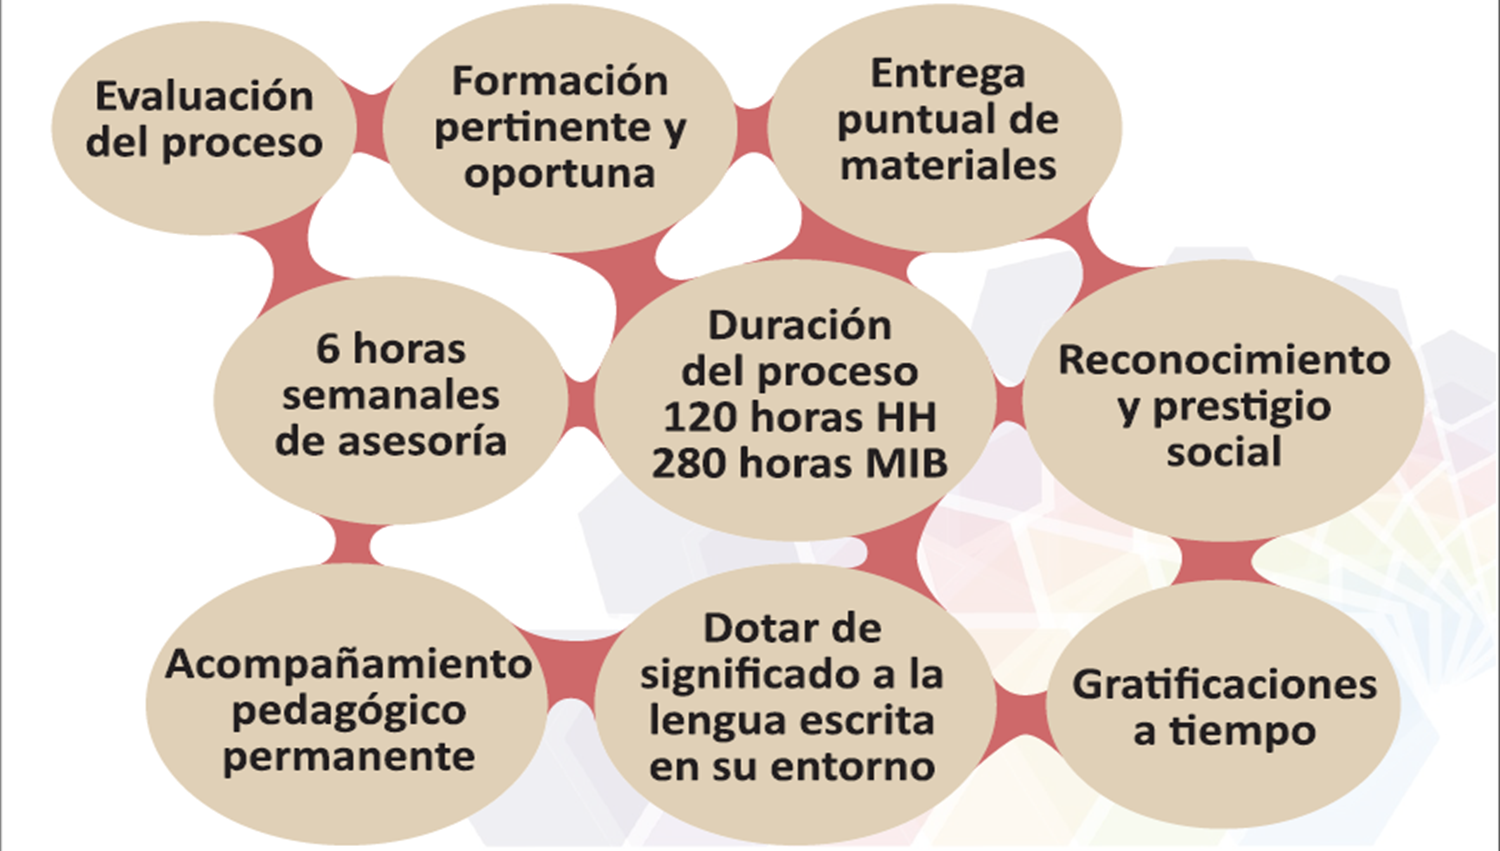 Evaluación
del proceso
Formación
pertinente y
oportuna
Entrega
puntual de
materiales
6 horas
semanales
de asesoría
Duración
del proceso
120 horas HH
280 horas MIB
Reconocimiento
y prestigio
social
Acompañamiento
pedagógico
permanente
Dotar de
significado a la
lengua escrita
en su entorno
Gratificaciones
a tiempo